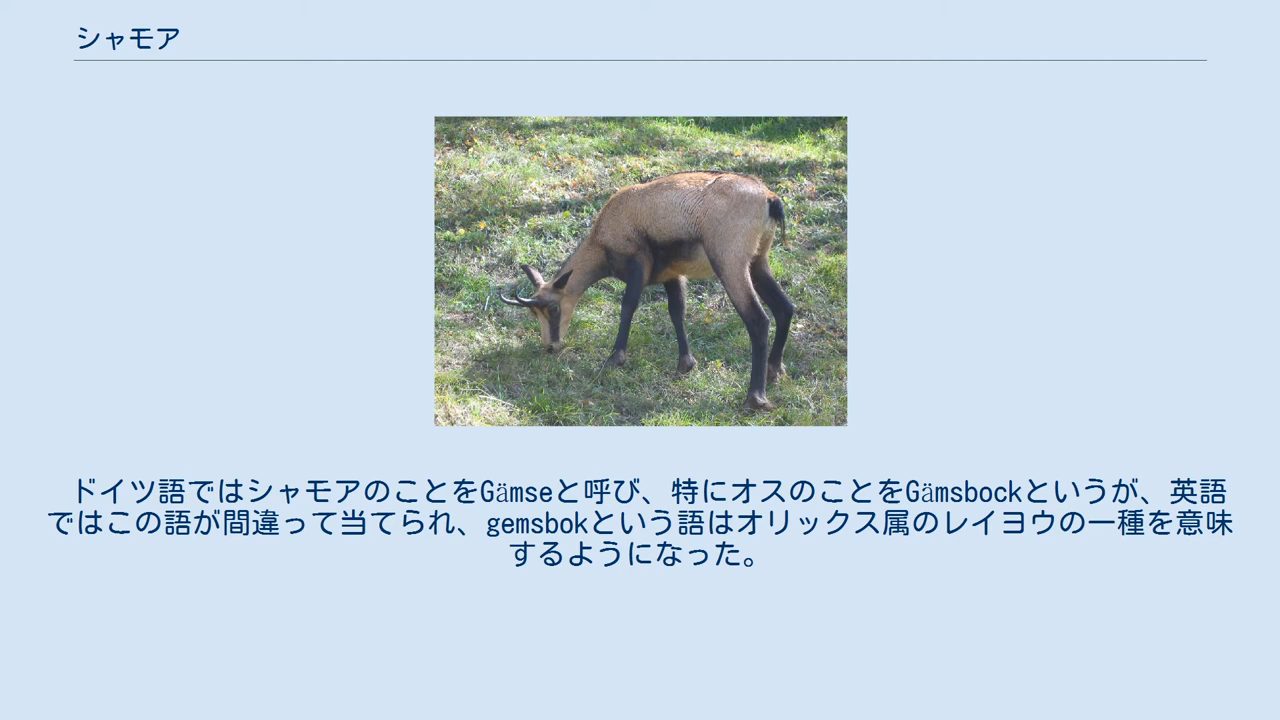 シャモア
ドイツ語ではシャモアのことをGämseと呼び、特にオスのことをGämsbockというが、英語
ではこの語が間違って当てられ、gemsbokという語はオリックス属のレイヨウの一種を意味
するようになった。